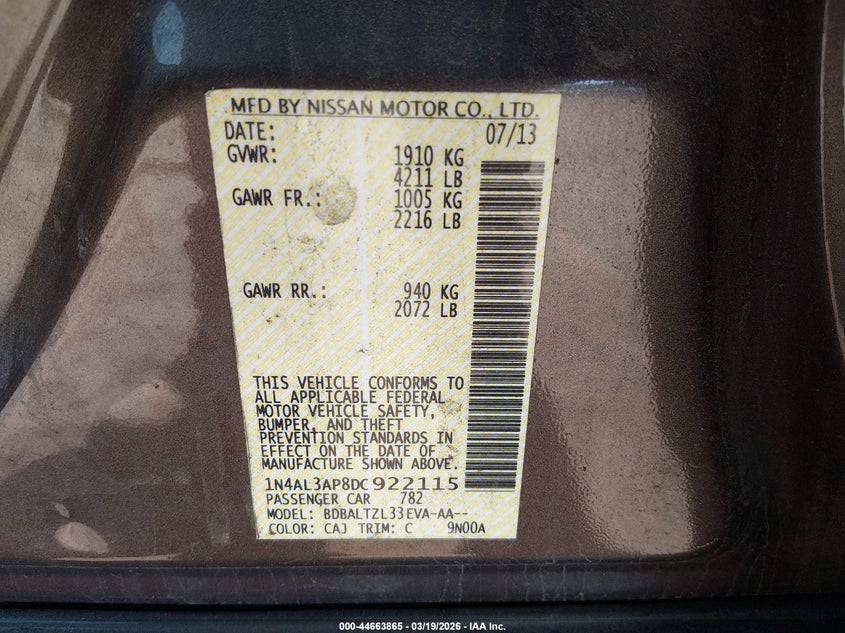 MFD BY NISSAN MOTOR CO., LTD.
DATE: 07/13
GVWR: 1910 KG
4211 LB
GAWR FR.: 1005 KG
2216 LB
GAWR RR.: 940 KG
2072 LB
THIS VEHICLE CONFORMS TO
ALL APPLICABLE FEDERAL
MOTOR VEHICLE SAFETY,
BUMPER, AND THEFT
PREVENTION STANDARDS IN
EFFECT ON THE DATE OF
MANUFACTURE SHOWN ABOVE.
1N4AL3AP8DC922115
PASSENGER CAR 782
MODEL: BDBALTZL33EVA-AA--
COLOR: CAJ TRIM: C 9N00A
000-44663865 - 03/19/2026 - IAA Inc.